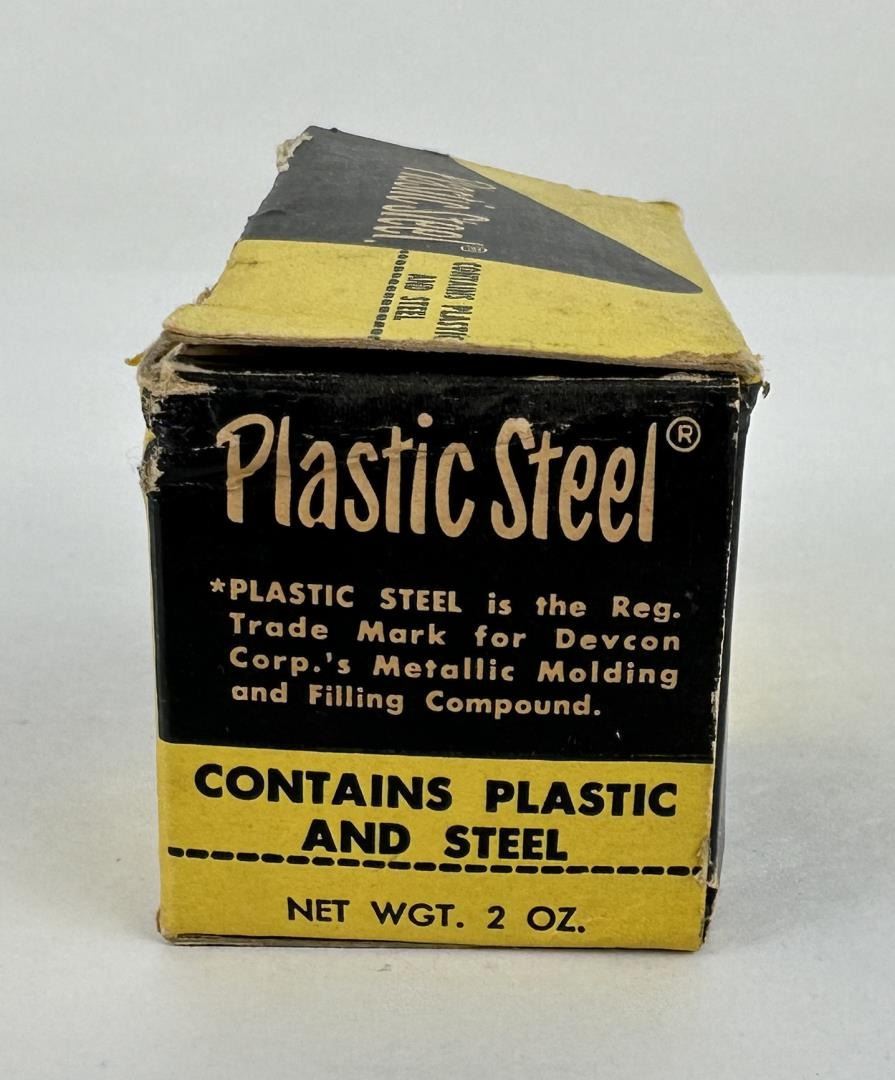 Plastic Steel
CONTAINS PLASTIC
AND STEEL
Plastic Steel®
*PLASTIC STEEL is the Reg.
Trade Mark for Devcon
Corp.'s Metallic Molding
and Filling Compound.
CONTAINS PLASTIC
AND STEEL
NET WGT. 2 OZ.